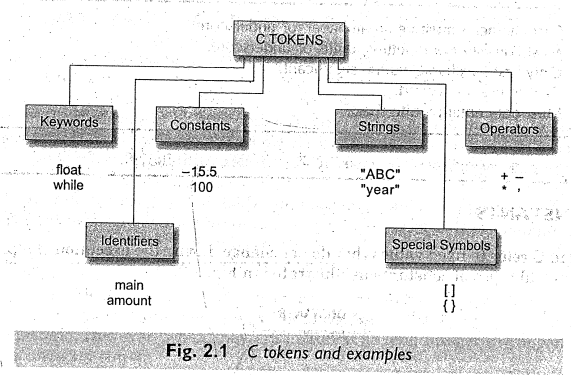 C TOKENS
Keywords
Constants
Strings
Operators
float
while
–15.5
100
"ABC"
"year"
+ –
* ,
Identifiers
Special Symbols
main
amount
[ ]
{ }
Fig. 2.1 C tokens and examples